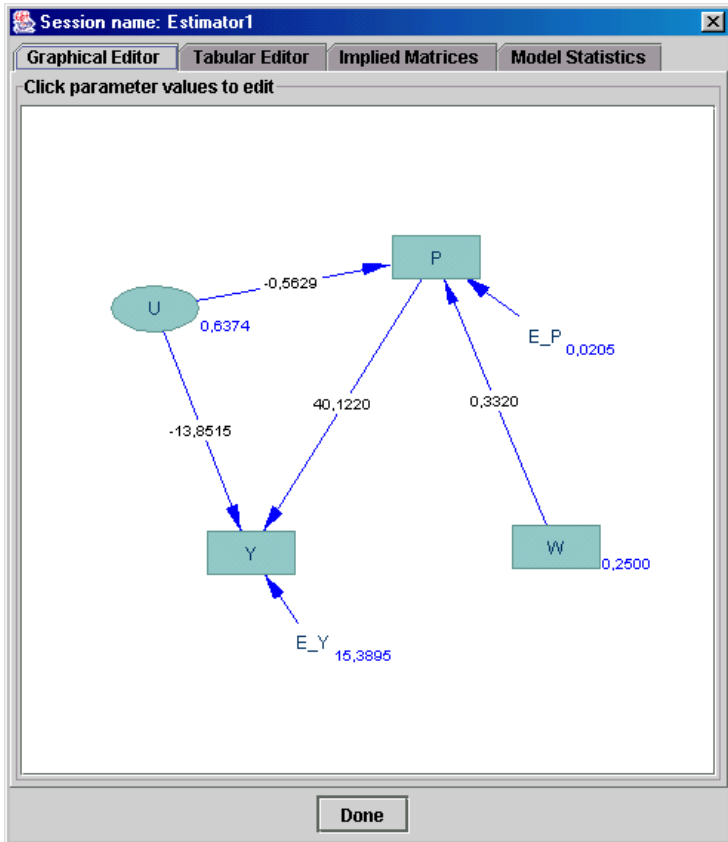 Session name: Estimator1
Graphical Editor Tabular Editor Implied Matrices Model Statistics
Click parameter values to edit
P
-0,5629
U
0,6374
E_P
0,0205
40,1220
0,3320
-13,8515
Y
W
0,2500
E_Y
15,3895
Done